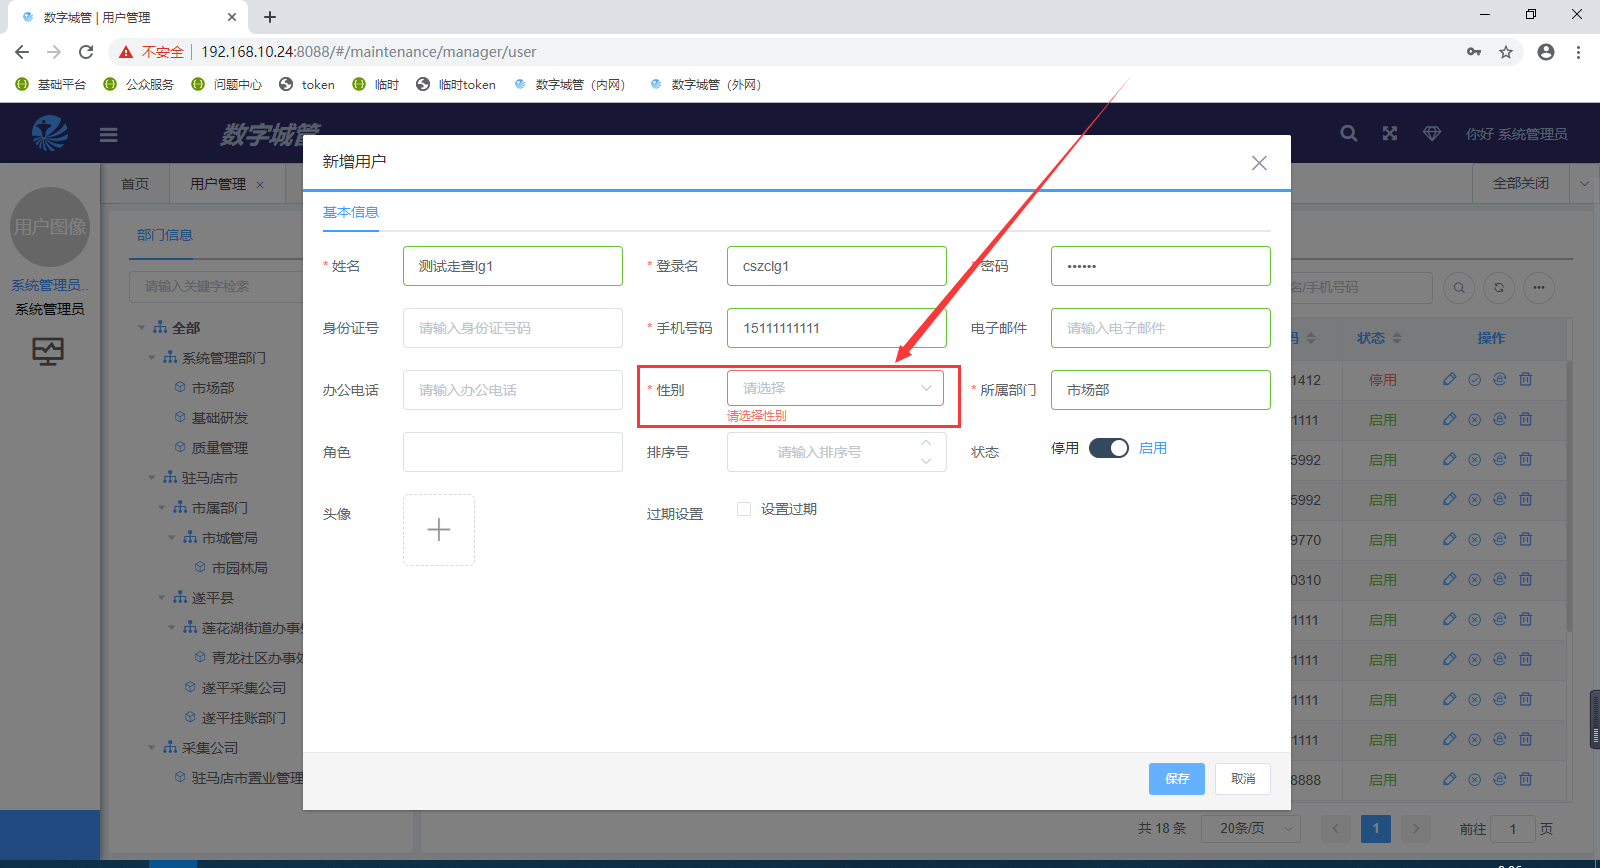 数字城管 | 用户管理
不安全 | 192.168.10.24:8088/#/maintenance/manager/user
基础平台 公众服务 问题中心 token 临时 临时token 数字城管（内网） 数字城管（外网）
数字城管 你好 系统管理员
首页 用户管理 全部关闭
用户图像
系统管理员..
系统管理员
部门信息
请输入关键字检索
全部
系统管理部门
市场部
基础研发
质量管理
驻马店市
市属部门
市城管局
市园林局
遂平县
莲花湖街道办事
青龙社区办事处
遂平采集公司
遂平挂账部门
采集公司
驻马店市置业管理
新增用户
基本信息
* 姓名 测试走查lg1 * 登录名 cszclg1 * 密码 ••••••
身份证号 请输入身份证号码 * 手机号码 15111111111 电子邮件 请输入电子邮件
办公电话 请输入办公电话 * 性别 请选择 * 所属部门 市场部
请选择性别
角色 排序号 请输入排序号 状态 停用 启用
头像 过期设置 设置过期
保存 取消
名/手机号码
码 状态 操作
1412 停用
1111 启用
5992 启用
5992 启用
9770 启用
0310 启用
1111 启用
1111 启用
1111 启用
1111 启用
8888 启用
共 18 条 20条/页 1 前往 1 页